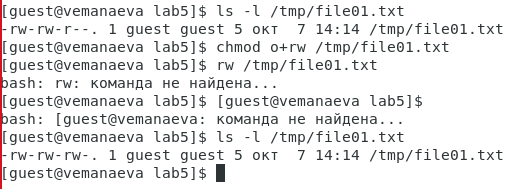 [guest@vemanaeva lab5]$ ls -l /tmp/file01.txt
-rw-rw-r--. 1 guest guest 5 окт  7 14:14 /tmp/file01.txt
[guest@vemanaeva lab5]$ chmod o+rw /tmp/file01.txt
[guest@vemanaeva lab5]$ rw /tmp/file01.txt
bash: rw: команда не найдена...
[guest@vemanaeva lab5]$ [guest@vemanaeva lab5]$
bash: [guest@vemanaeva: команда не найдена...
[guest@vemanaeva lab5]$ ls -l /tmp/file01.txt
-rw-rw-rw-. 1 guest guest 5 окт  7 14:14 /tmp/file01.txt
[guest@vemanaeva lab5]$